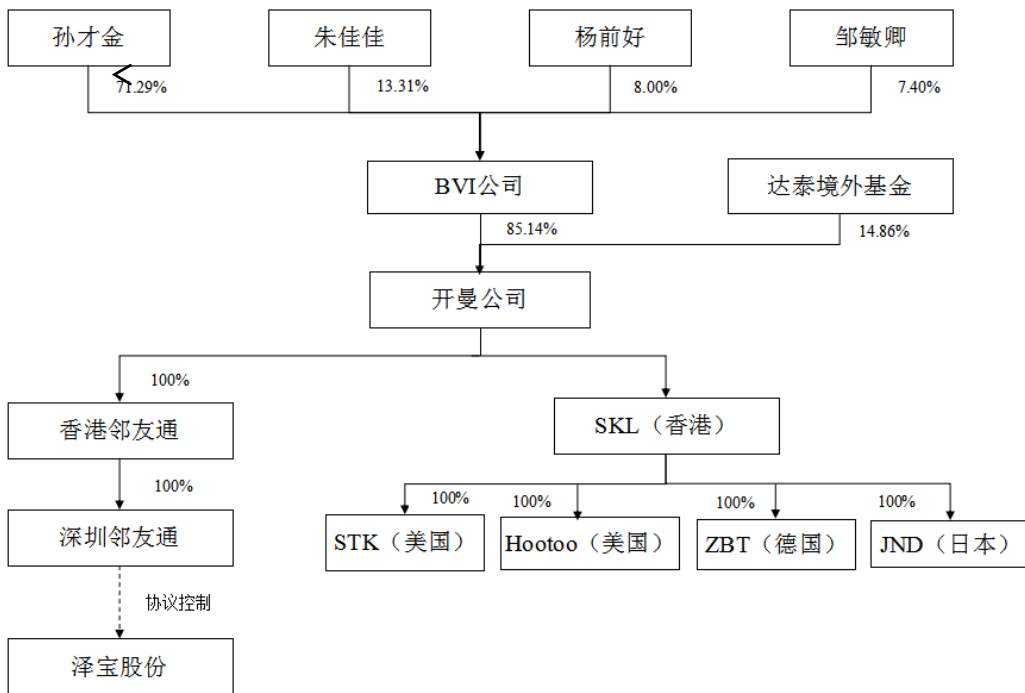 孙才金
朱佳佳
杨前好
邹敏卿
71.29%
13.31%
8.00%
7.40%
BVI公司
达泰境外基金
85.14%
14.86%
开曼公司
100%
香港邻友通
SKL（香港）
100%
100%
100%
100%
100%
深圳邻友通
STK（美国）
Hootoo（美国）
ZBT（德国）
JND（日本）
协议控制
泽宝股份